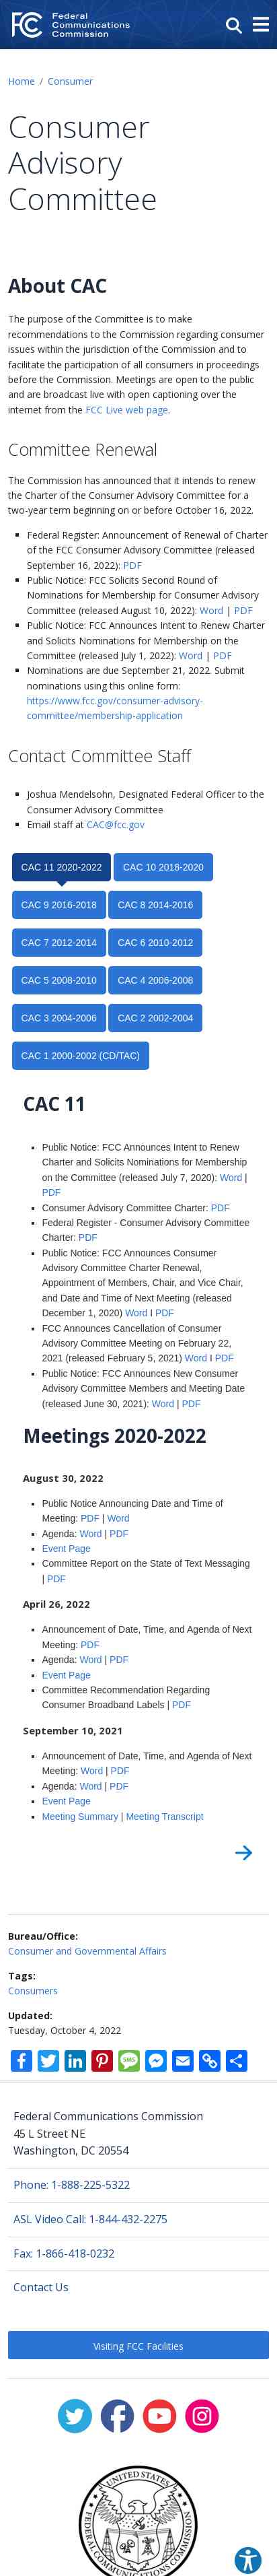 FCC Federal
Communications
Commission
Home / Consumer
Consumer
Advisory
Committee
About CAC
The purpose of the Committee is to make
recommendations to the Commission regarding consumer
issues within the jurisdiction of the Commission and to
facilitate the participation of all consumers in proceedings
before the Commission. Meetings are open to the public
and are broadcast live with open captioning over the
internet from the FCC Live web page.
Committee Renewal
The Commission has announced that it intends to renew
the Charter of the Consumer Advisory Committee for a
two-year term beginning on or before October 16, 2022.
Federal Register: Announcement of Renewal of Charter
of the FCC Consumer Advisory Committee (released
September 16, 2022): PDF
Public Notice: FCC Solicits Second Round of
Nominations for Membership for Consumer Advisory
Committee (released August 10, 2022): Word | PDF
Public Notice: FCC Announces Intent to Renew Charter
and Solicits Nominations for Membership on the
Committee (released July 1, 2022): Word | PDF
Nominations are due September 21, 2022. Submit
nominations using this online form:
https://www.fcc.gov/consumer-advisory-
committee/membership-application
Contact Committee Staff
Joshua Mendelsohn, Designated Federal Officer to the
Consumer Advisory Committee
Email staff at CAC@fcc.gov
CAC 11 2020-2022 CAC 10 2018-2020
CAC 9 2016-2018 CAC 8 2014-2016
CAC 7 2012-2014 CAC 6 2010-2012
CAC 5 2008-2010 CAC 4 2006-2008
CAC 3 2004-2006 CAC 2 2002-2004
CAC 1 2000-2002 (CD/TAC)
CAC 11
Public Notice: FCC Announces Intent to Renew
Charter and Solicits Nominations for Membership
on the Committee (released July 7, 2020): Word |
PDF
Consumer Advisory Committee Charter: PDF
Federal Register - Consumer Advisory Committee
Charter: PDF
Public Notice: FCC Announces Consumer
Advisory Committee Charter Renewal,
Appointment of Members, Chair, and Vice Chair,
and Date and Time of Next Meeting (released
December 1, 2020) Word I PDF
FCC Announces Cancellation of Consumer
Advisory Committee Meeting on February 22,
2021 (released February 5, 2021) Word I PDF
Public Notice: FCC Announces New Consumer
Advisory Committee Members and Meeting Date
(released June 30, 2021): Word | PDF
Meetings 2020-2022
August 30, 2022
Public Notice Announcing Date and Time of
Meeting: PDF | Word
Agenda: Word | PDF
Event Page
Committee Report on the State of Text Messaging
| PDF
April 26, 2022
Announcement of Date, Time, and Agenda of Next
Meeting: PDF
Agenda: Word | PDF
Event Page
Committee Recommendation Regarding
Consumer Broadband Labels | PDF
September 10, 2021
Announcement of Date, Time, and Agenda of Next
Meeting: Word | PDF
Agenda: Word | PDF
Event Page
Meeting Summary | Meeting Transcript
Bureau/Office:
Consumer and Governmental Affairs
Tags:
Consumers
Updated:
Tuesday, October 4, 2022
Federal Communications Commission
45 L Street NE
Washington, DC 20554
Phone: 1-888-225-5322
ASL Video Call: 1-844-432-2275
Fax: 1-866-418-0232
Contact Us
Visiting FCC Facilities
UNITED STATES
FEDERAL COMMUNICATIONS COMMISSION